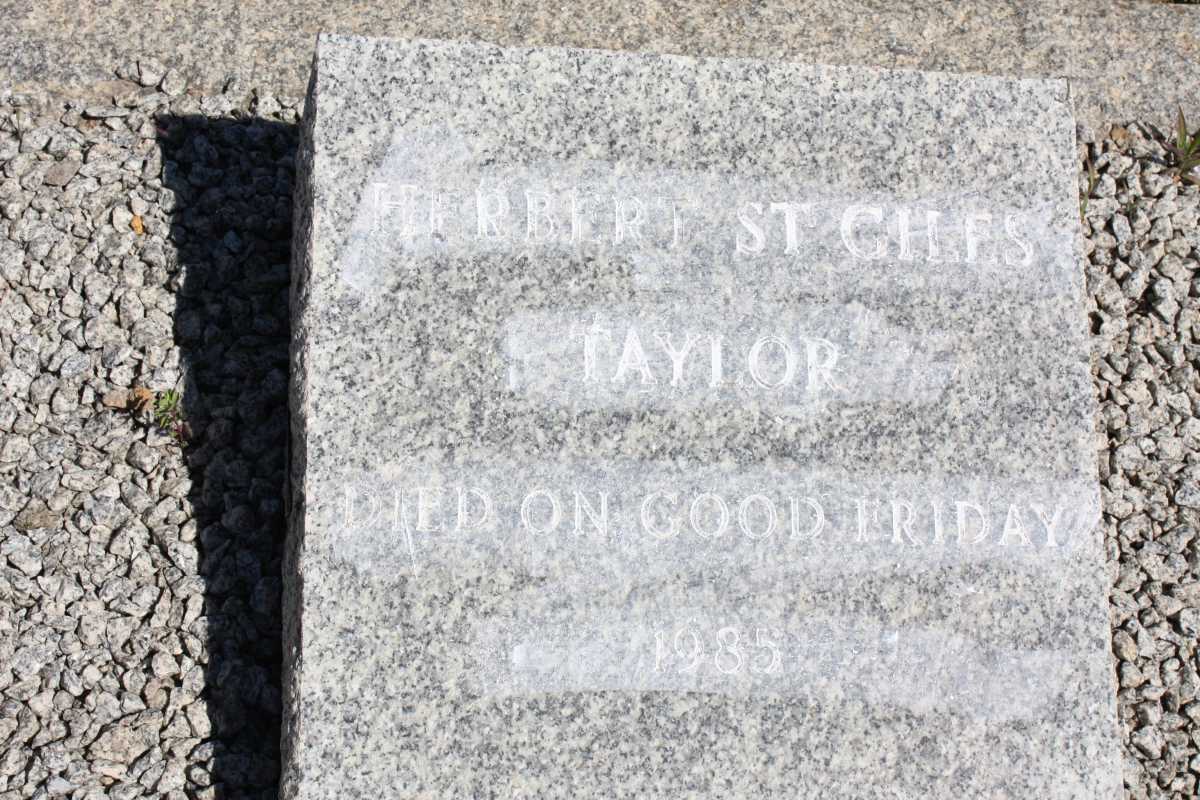 HERBERT ST GILES
TAYLOR
DIED ON GOOD FRIDAY
1985